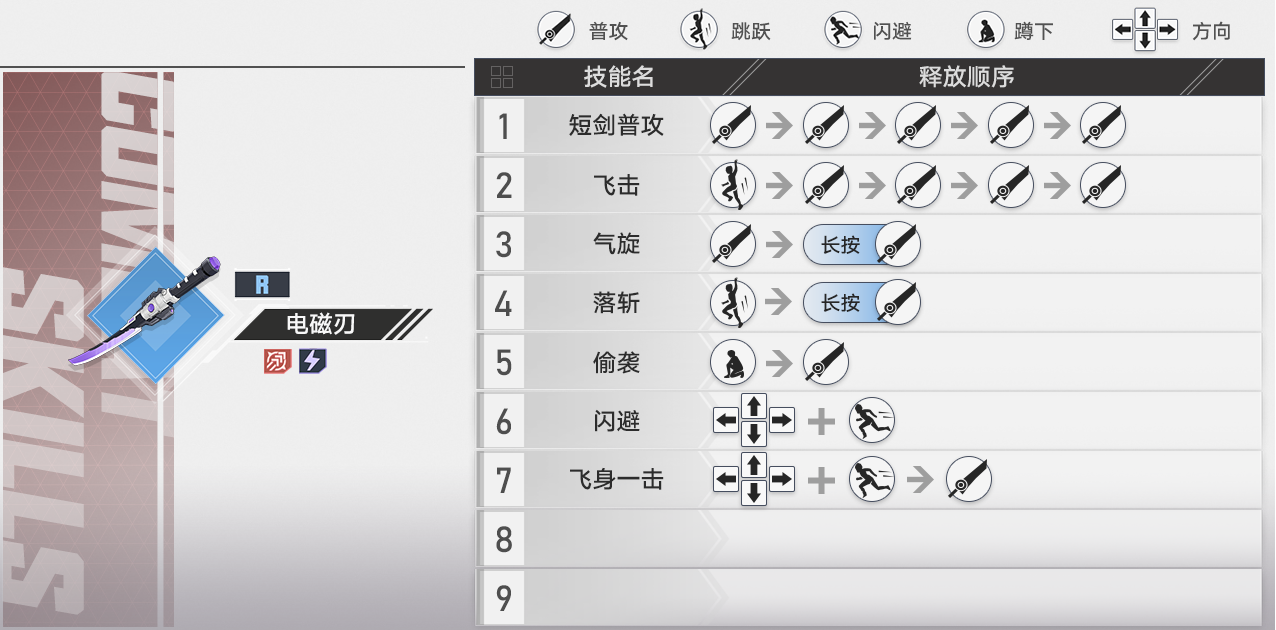 普攻 跳跃 闪避 蹲下 方向
技能名 释放顺序
COMBAT
SKILLS
R
电磁刃
1 短剑普攻
2 飞击
3 气旋 长按
4 落斩 长按
5 偷袭
6 闪避
7 飞身一击
8
9